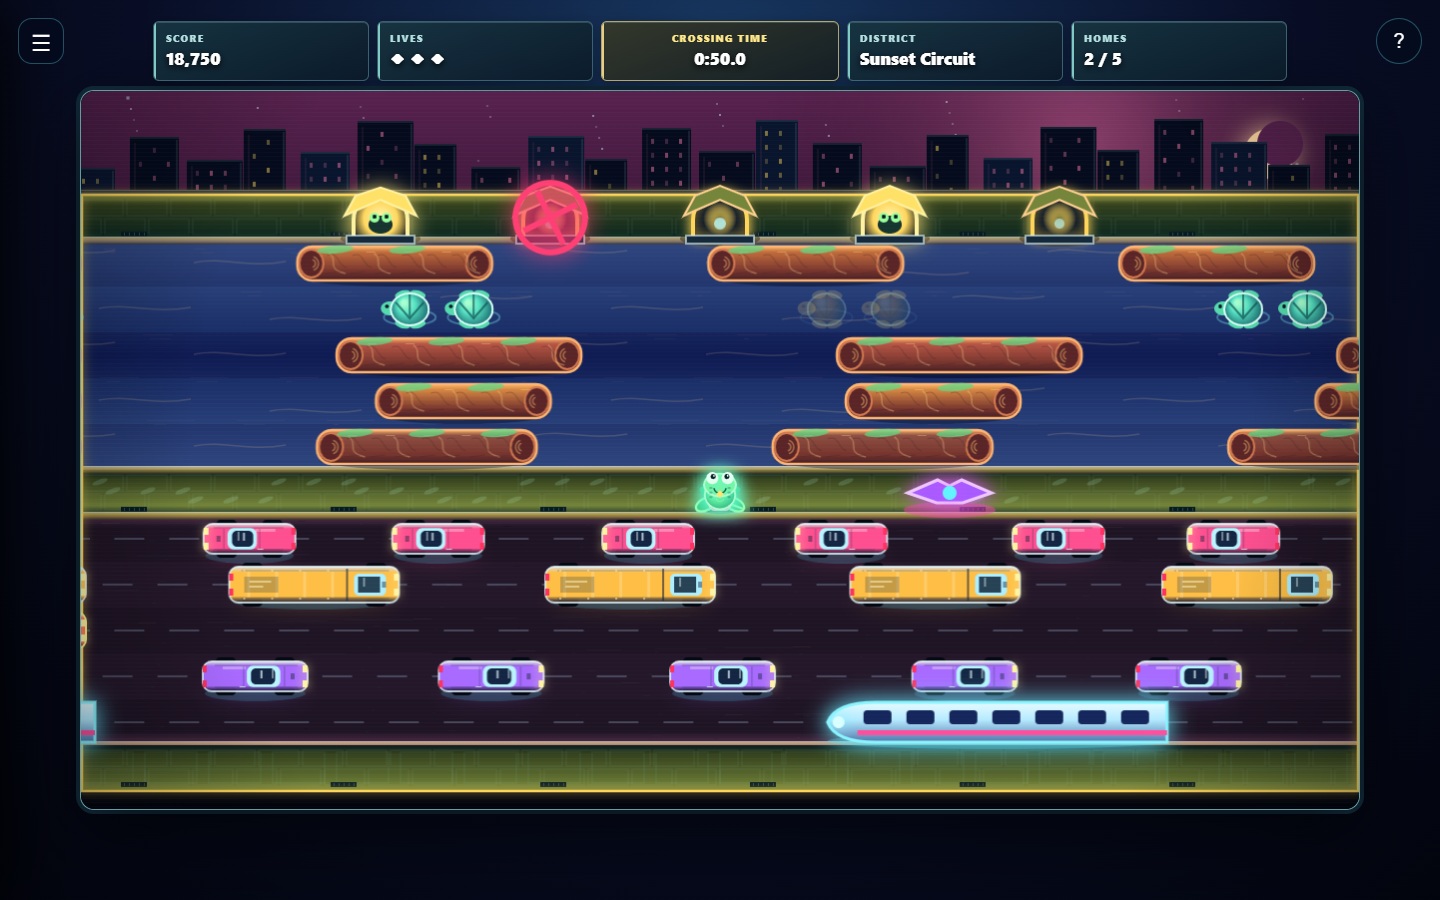 ☰
SCORE
18,750
LIVES
CROSSING TIME
0:50.0
DISTRICT
Sunset Circuit
HOMES
2 / 5
?